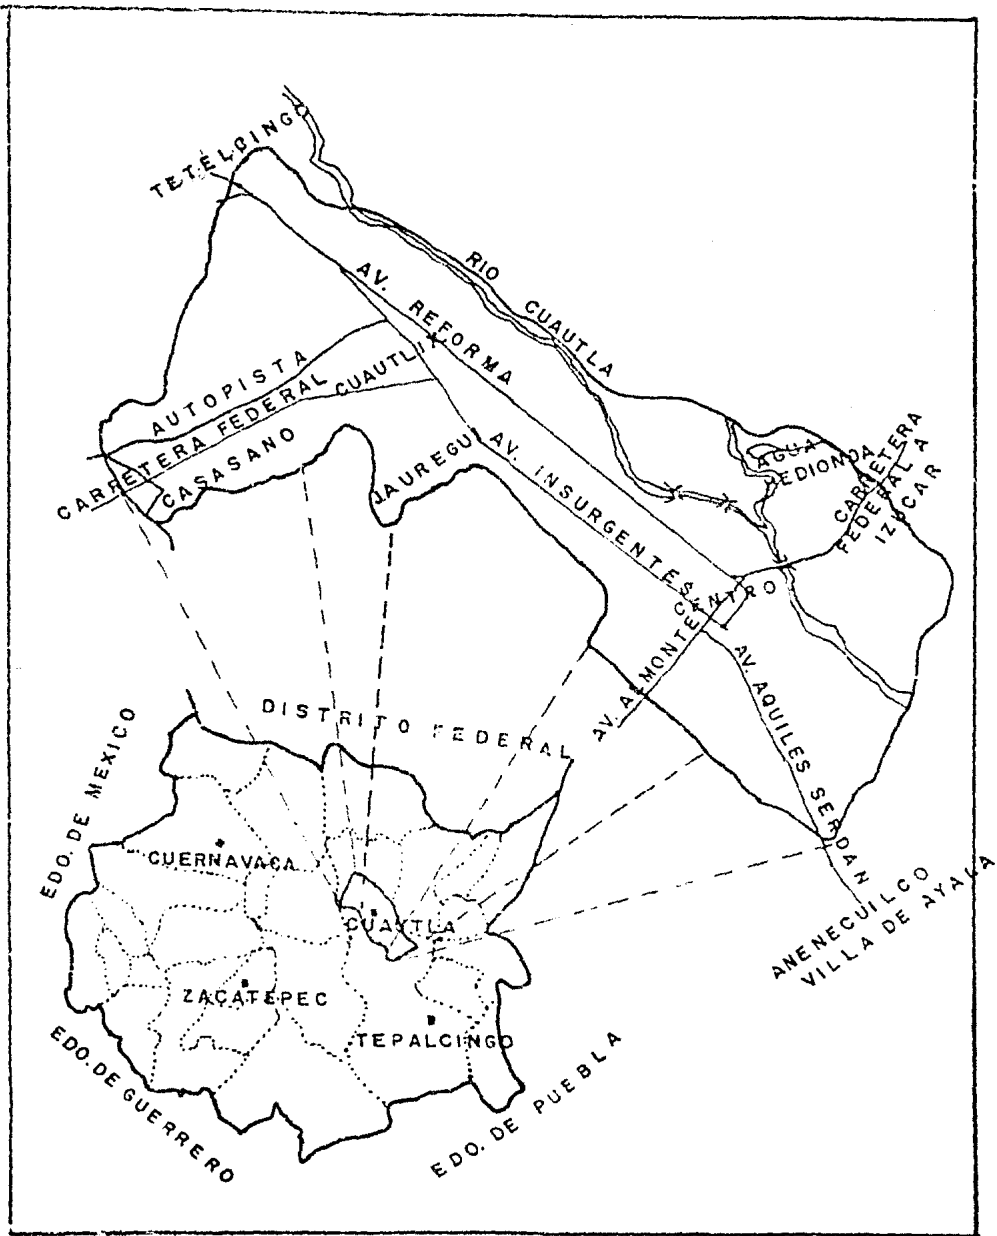 TETELCINGO
RIO CUAUTLA
AV. REFORMA
AUTOPISTA
CARRETERA FEDERAL
CUAUTLIX
CASASANO
JAUREGUI
AV. INSURGENTES
AGUA
HEDIONDA
CARRETERA
FEDERAL A
IZUCAR
CENTRO
AV. ALMONTE
AV. AQUILES SERDAN
ANENECUILCO
VILLA DE AYALA
DISTRITO FEDERAL
EDO. DE MEXICO
CUERNAVACA
CUAUTLA
ZACATEPEC
TEPALCINGO
EDO. DE GUERRERO
EDO. DE PUEBLA